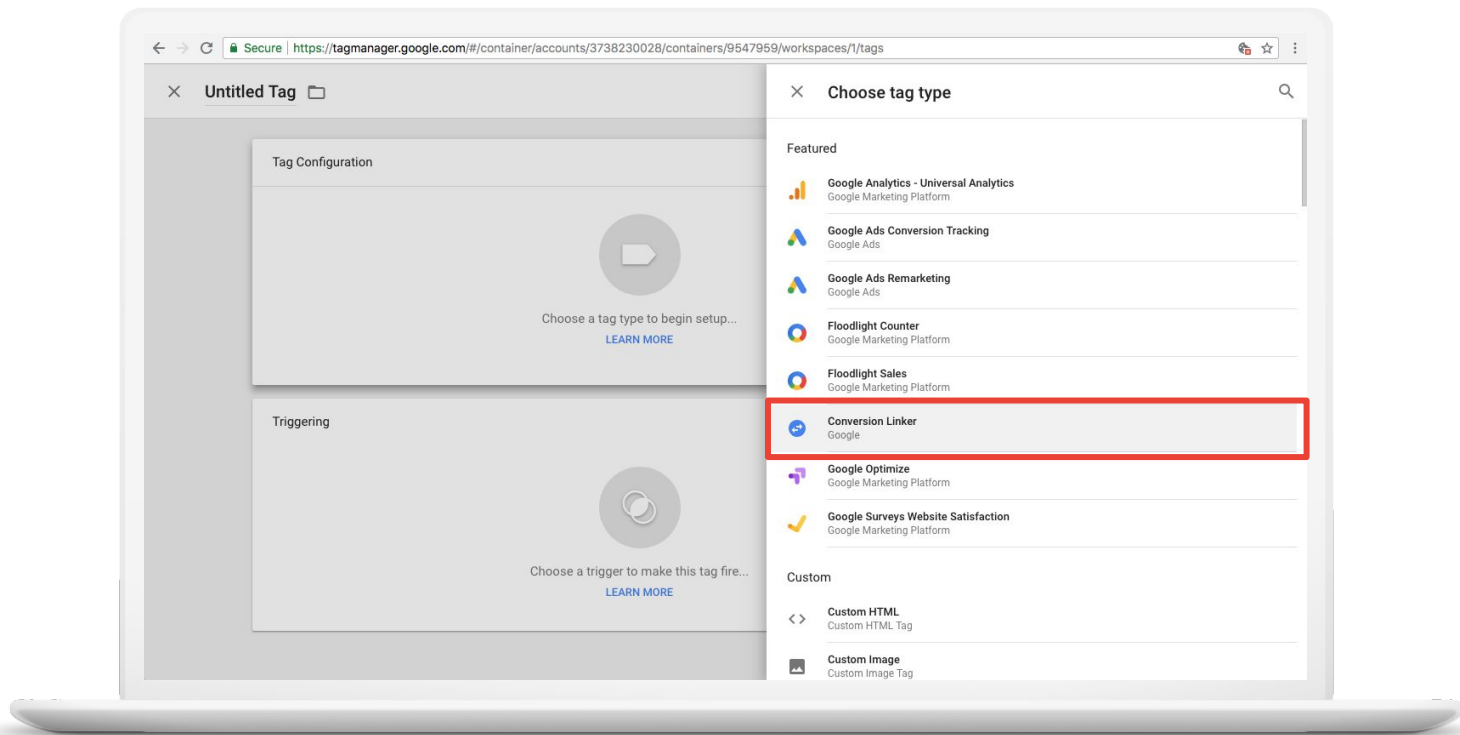 Secure | https://tagmanager.google.com/#/container/accounts/3738230028/containers/9547959/workspaces/1/tags
Untitled Tag
Choose tag type
Tag Configuration
Choose a tag type to begin setup...
LEARN MORE
Triggering
Choose a trigger to make this tag fire...
LEARN MORE
Featured
Google Analytics - Universal Analytics
Google Marketing Platform
Google Ads Conversion Tracking
Google Ads
Google Ads Remarketing
Google Ads
Floodlight Counter
Google Marketing Platform
Floodlight Sales
Google Marketing Platform
Conversion Linker
Google
Google Optimize
Google Marketing Platform
Google Surveys Website Satisfaction
Google Marketing Platform
Custom
Custom HTML
Custom HTML Tag
Custom Image
Custom Image Tag